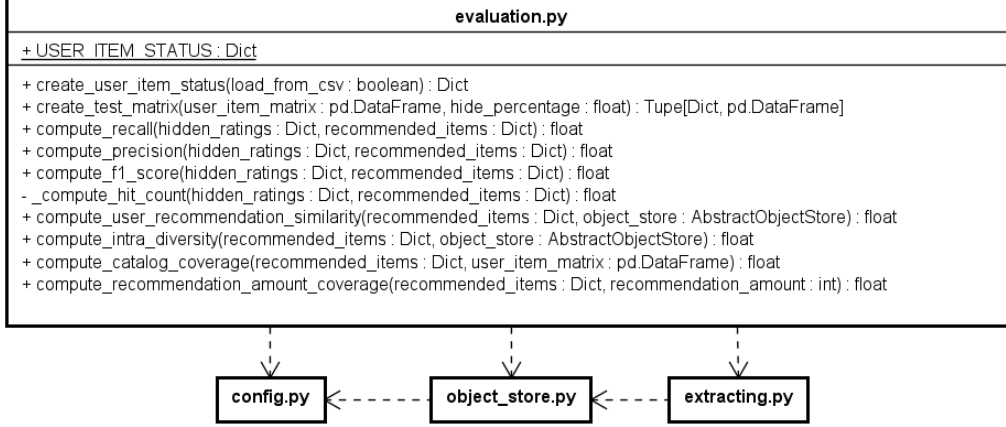 evaluation.py
+ USER_ITEM_STATUS : Dict
+ create_user_item_status(load_from_csv : boolean) : Dict
+ create_test_matrix(user_item_matrix : pd.DataFrame, hide_percentage : float) : Tupe[Dict, pd.DataFrame]
+ compute_recall(hidden_ratings : Dict, recommended_items : Dict) : float
+ compute_precision(hidden_ratings : Dict, recommended_items : Dict) : float
+ compute_f1_score(hidden_ratings : Dict, recommended_items : Dict) : float
- _compute_hit_count(hidden_ratings : Dict, recommended_items : Dict) : float
+ compute_user_recommendation_similarity(recommended_items : Dict, object_store : AbstractObjectStore) : float
+ compute_intra_diversity(recommended_items : Dict, object_store : AbstractObjectStore) : float
+ compute_catalog_coverage(recommended_items : Dict, user_item_matrix : pd.DataFrame) : float
+ compute_recommendation_amount_coverage(recommended_items : Dict, recommendation_amount : int) : float
config.py
object_store.py
extracting.py